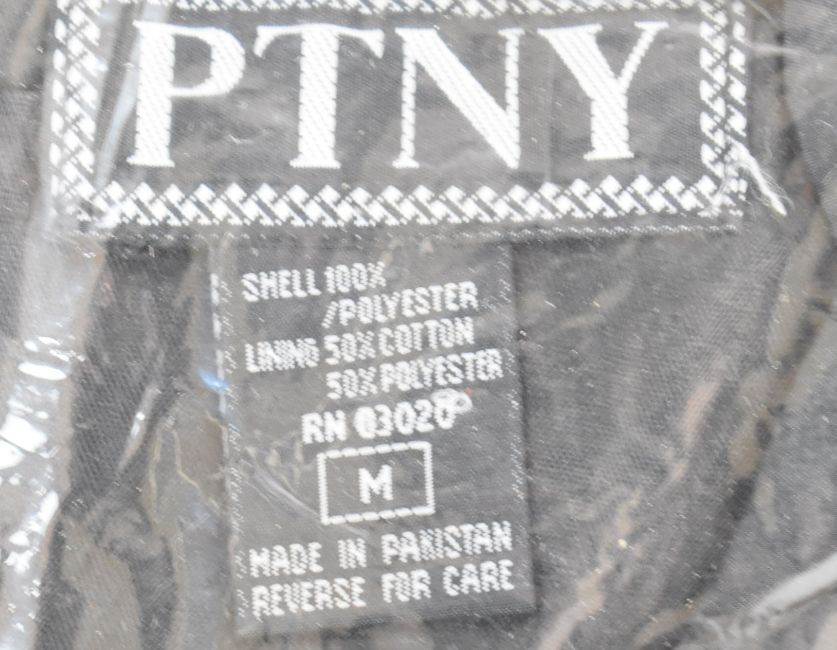 PTNY
SHELL 100%
/POLYESTER
LINING 50% COTTON
50% POLYESTER
RN 03020
M
MADE IN PAKISTAN
REVERSE FOR CARE